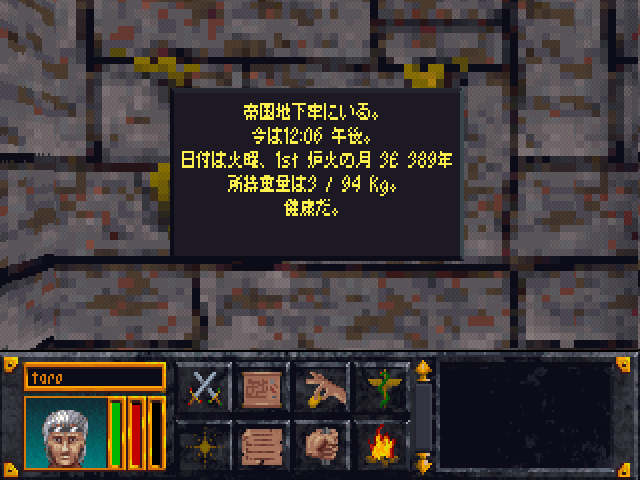 帝国地下牢にいる。
今は12:06 午後。
日付は火曜、1st 炉火の月 3E 389年
所持重量は3 / 94 Kg。
健康だ。
taro